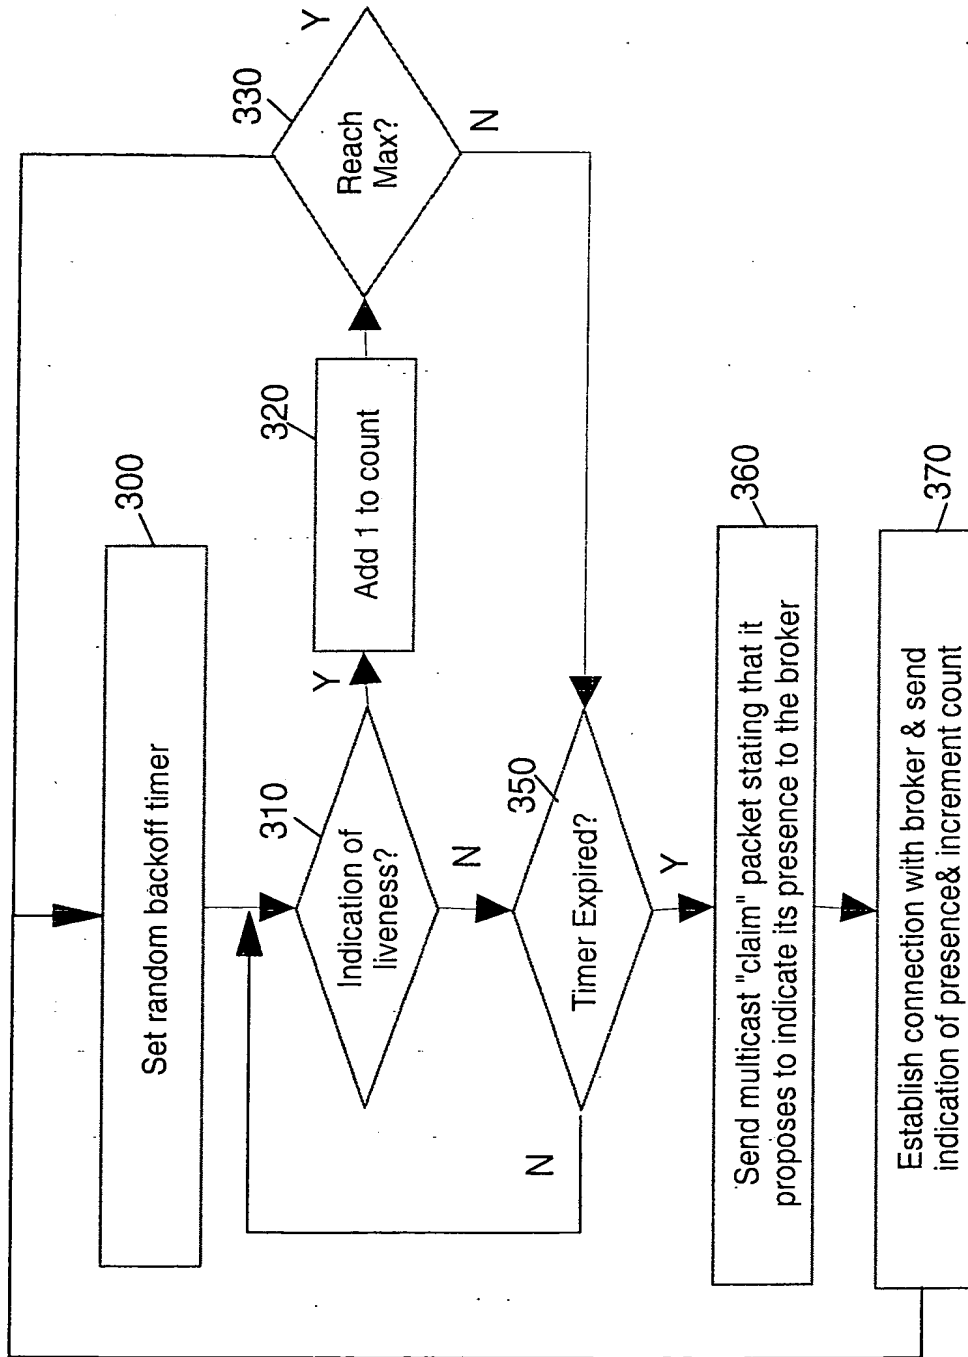 300
Set random backoff timer
310
Indication of
liveness?
Y
N
320
Add 1 to count
330
Reach
Max?
Y
N
350
Timer Expired?
N
Y
360
Send multicast "claim" packet stating that it
proposes to indicate its presence to the broker
370
Establish connection with broker & send
indication of presence& increment count